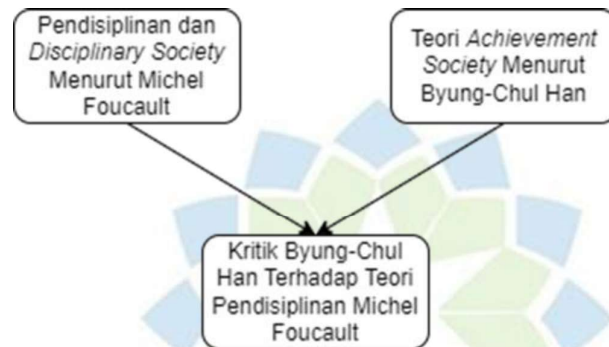 Pendisiplinan dan
Disciplinary Society
Menurut Michel
Foucault
Teori Achievement
Society Menurut
Byung-Chul Han
Kritik Byung-Chul
Han Terhadap Teori
Pendisiplinan Michel
Foucault